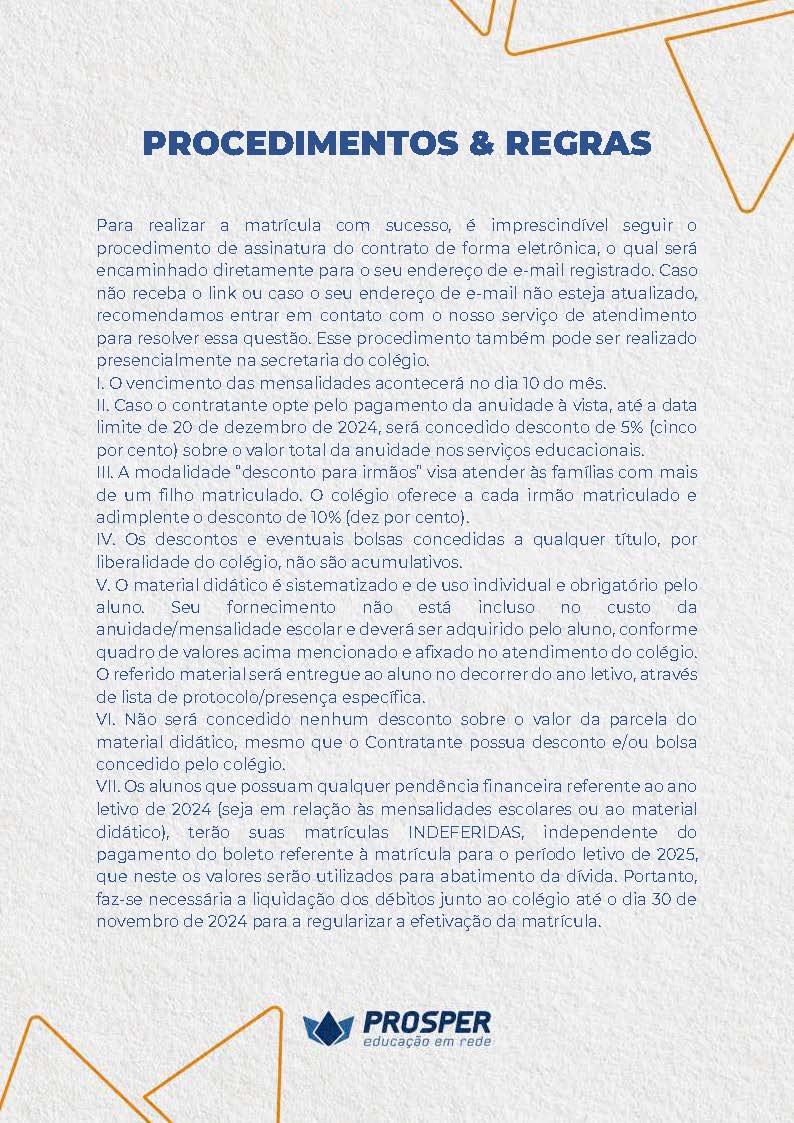 PROCEDIMENTOS & REGRAS
Para realizar a matrícula com sucesso, é imprescindível seguir o
procedimento de assinatura do contrato de forma eletrônica, o qual será
encaminhado diretamente para o seu endereço de e-mail registrado. Caso
não receba o link ou caso o seu endereço de e-mail não esteja atualizado,
recomendamos entrar em contato com o nosso serviço de atendimento
para resolver essa questão. Esse procedimento também pode ser realizado
presencialmente na secretaria do colégio.
I. O vencimento das mensalidades acontecerá no dia 10 do mês.
II. Caso o contratante opte pelo pagamento da anuidade à vista, até a data
limite de 20 de dezembro de 2024, será concedido desconto de 5% (cinco
por cento) sobre o valor total da anuidade nos serviços educacionais.
III. A modalidade "desconto para irmãos" visa atender às famílias com mais
de um filho matriculado. O colégio oferece a cada irmão matriculado e
adimplente o desconto de 10% (dez por cento).
IV. Os descontos e eventuais bolsas concedidas a qualquer título, por
liberalidade do colégio, não são acumulativos.
V. O material didático é sistematizado e de uso individual e obrigatório pelo
aluno. Seu fornecimento não está incluso no custo da
anuidade/mensalidade escolar e deverá ser adquirido pelo aluno, conforme
quadro de valores acima mencionado e afixado no atendimento do colégio.
O referido material será entregue ao aluno no decorrer do ano letivo, através
de lista de protocolo/presença específica.
VI. Não será concedido nenhum desconto sobre o valor da parcela do
material didático, mesmo que o Contratante possua desconto e/ou bolsa
concedido pelo colégio.
VII. Os alunos que possuam qualquer pendência financeira referente ao ano
letivo de 2024 (seja em relação às mensalidades escolares ou ao material
didático), terão suas matrículas INDEFERIDAS, independente do
pagamento do boleto referente à matrícula para o período letivo de 2025,
que neste os valores serão utilizados para abatimento da dívida. Portanto,
faz-se necessária a liquidação dos débitos junto ao colégio até o dia 30 de
novembro de 2024 para a regularizar a efetivação da matrícula.
PROSPER
educação em rede